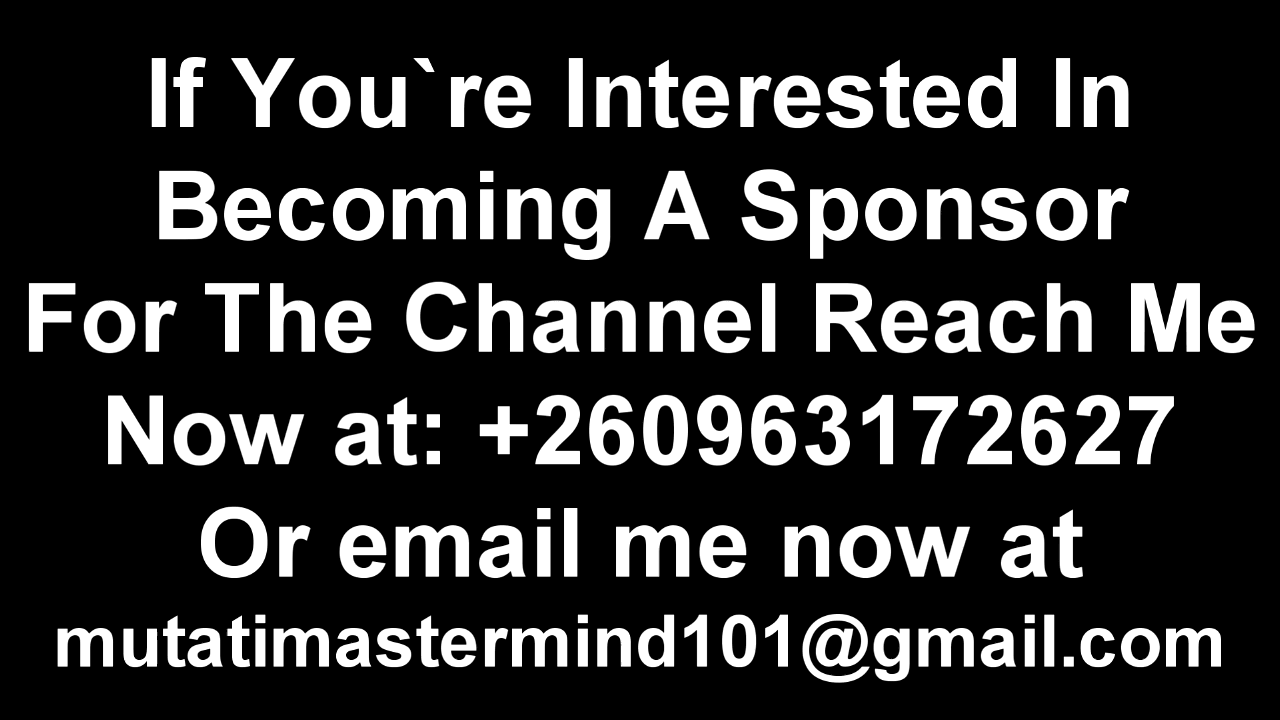 If You`re Interested In
Becoming A Sponsor
For The Channel Reach Me
Now at: +260963172627
Or email me now at
mutatimastermind101@gmail.com